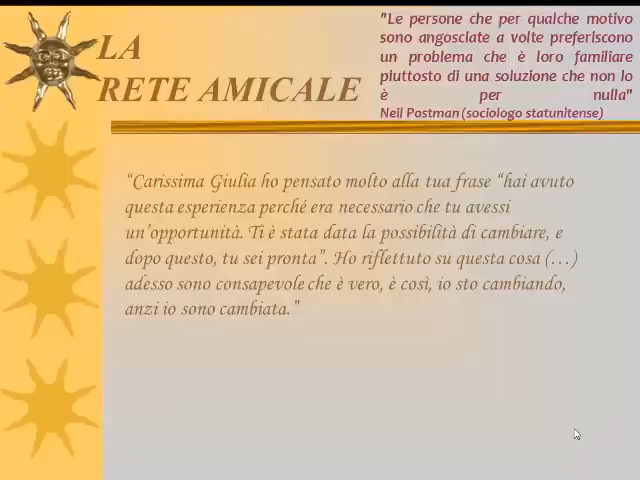 LA
RETE AMICALE
"Le persone che per qualche motivo
sono angosciate a volte preferiscono
un problema che è loro familiare
piuttosto di una soluzione che non lo
è per nulla"
Neil Postman (sociologo statunitense)
“Carissima Giulia ho pensato molto alla tua frase “hai avuto
questa esperienza perché era necessario che tu avessi
un’opportunità. Ti è stata data la possibilità di cambiare, e
dopo questo, tu sei pronta”. Ho riflettuto su questa cosa (…)
adesso sono consapevole che è vero, è così, io sto cambiando,
anzi io sono cambiata.”